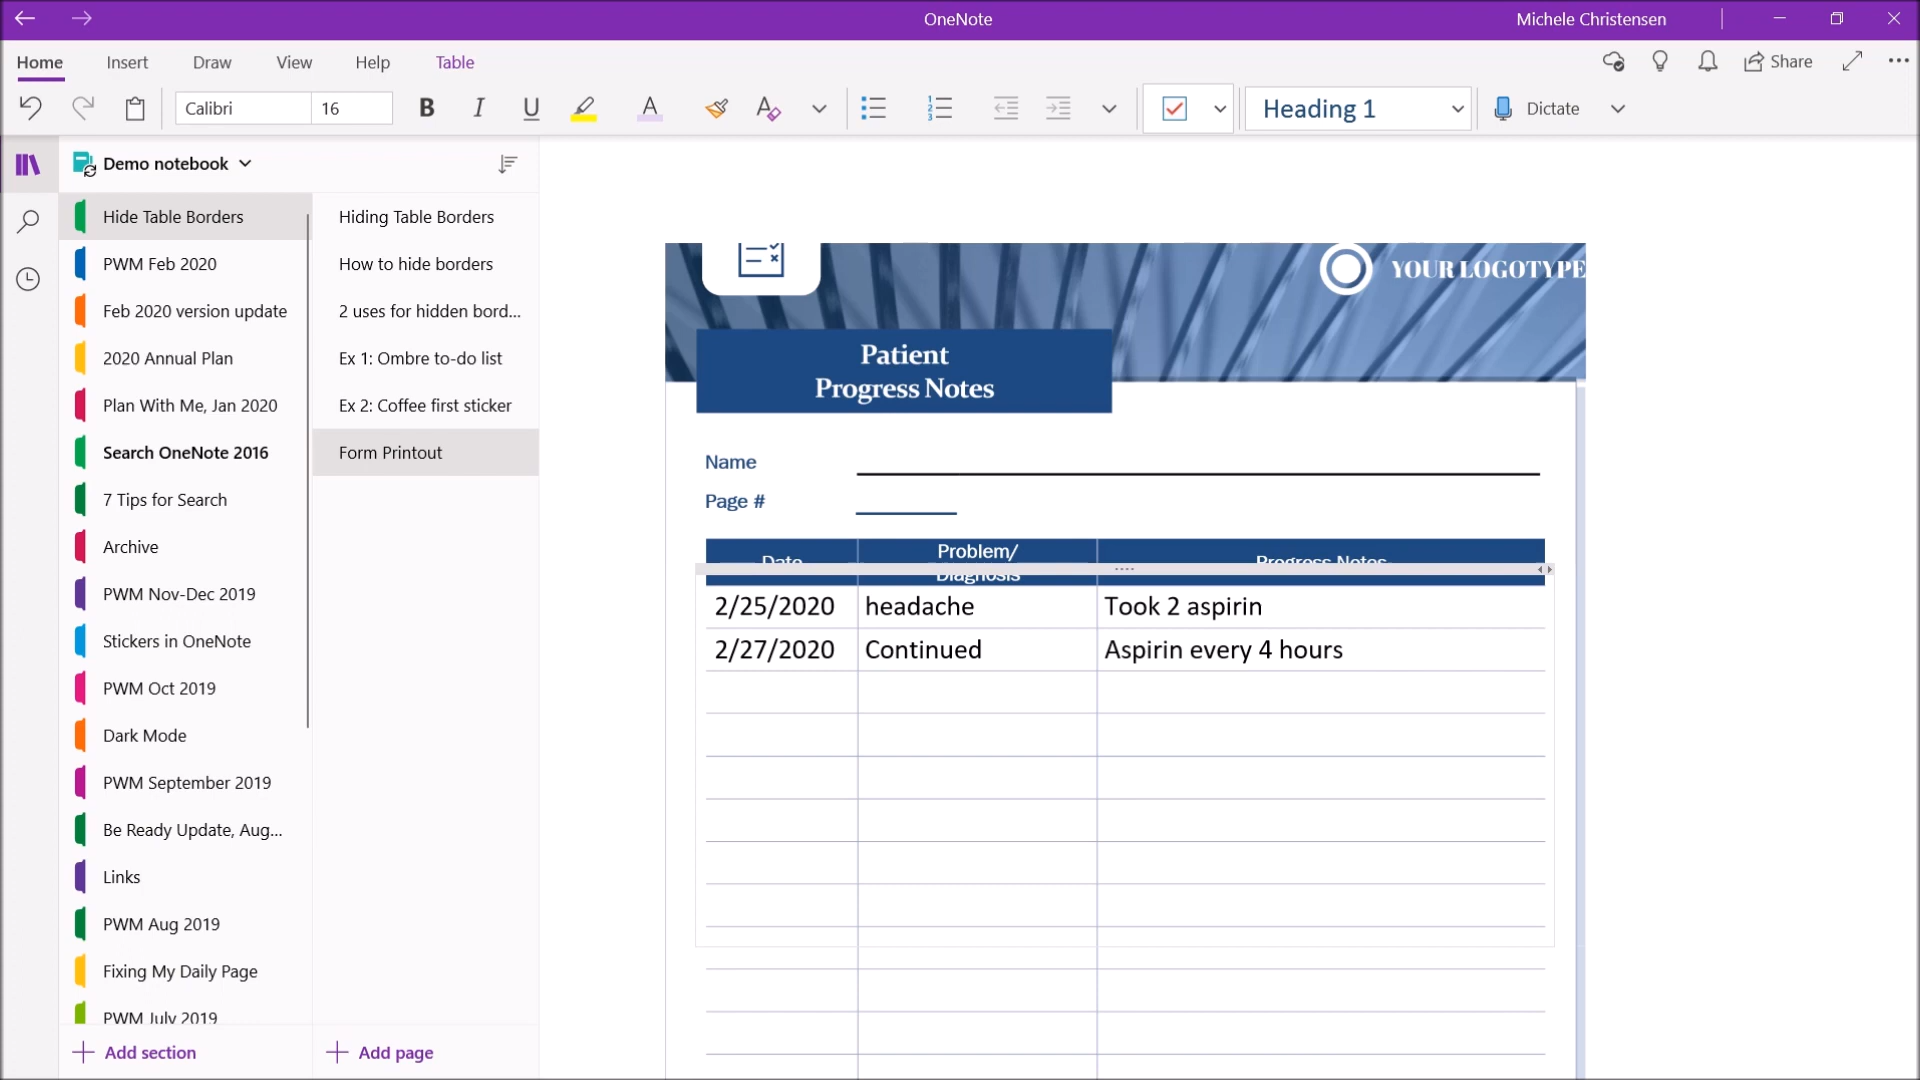 OneNote
Michele Christensen
Home Insert Draw View Help Table
Share
Calibri 16 B I U A A Heading 1 Dictate
Demo notebook
Hide Table Borders
PWM Feb 2020
Feb 2020 version update
2020 Annual Plan
Plan With Me, Jan 2020
Search OneNote 2016
7 Tips for Search
Archive
PWM Nov-Dec 2019
Stickers in OneNote
PWM Oct 2019
Dark Mode
PWM September 2019
Be Ready Update, Aug...
Links
PWM Aug 2019
Fixing My Daily Page
PWM July 2019
Add section
Hiding Table Borders
How to hide borders
2 uses for hidden bord...
Ex 1: Ombre to-do list
Ex 2: Coffee first sticker
Form Printout
Add page
YOUR LOGOTYPE
Patient
Progress Notes
Name
Page #
Date Problem/ Diagnosis Progress Notes
2/25/2020 headache Took 2 aspirin
2/27/2020 Continued Aspirin every 4 hours